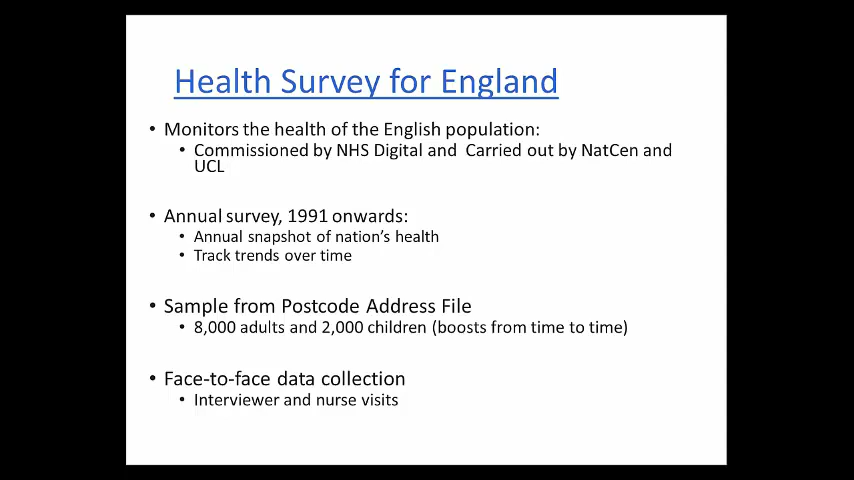 Health Survey for England
• Monitors the health of the English population:
• Commissioned by NHS Digital and  Carried out by NatCen and
UCL
• Annual survey, 1991 onwards:
• Annual snapshot of nation's health
• Track trends over time
• Sample from Postcode Address File
• 8,000 adults and 2,000 children (boosts from time to time)
• Face-to-face data collection
• Interviewer and nurse visits